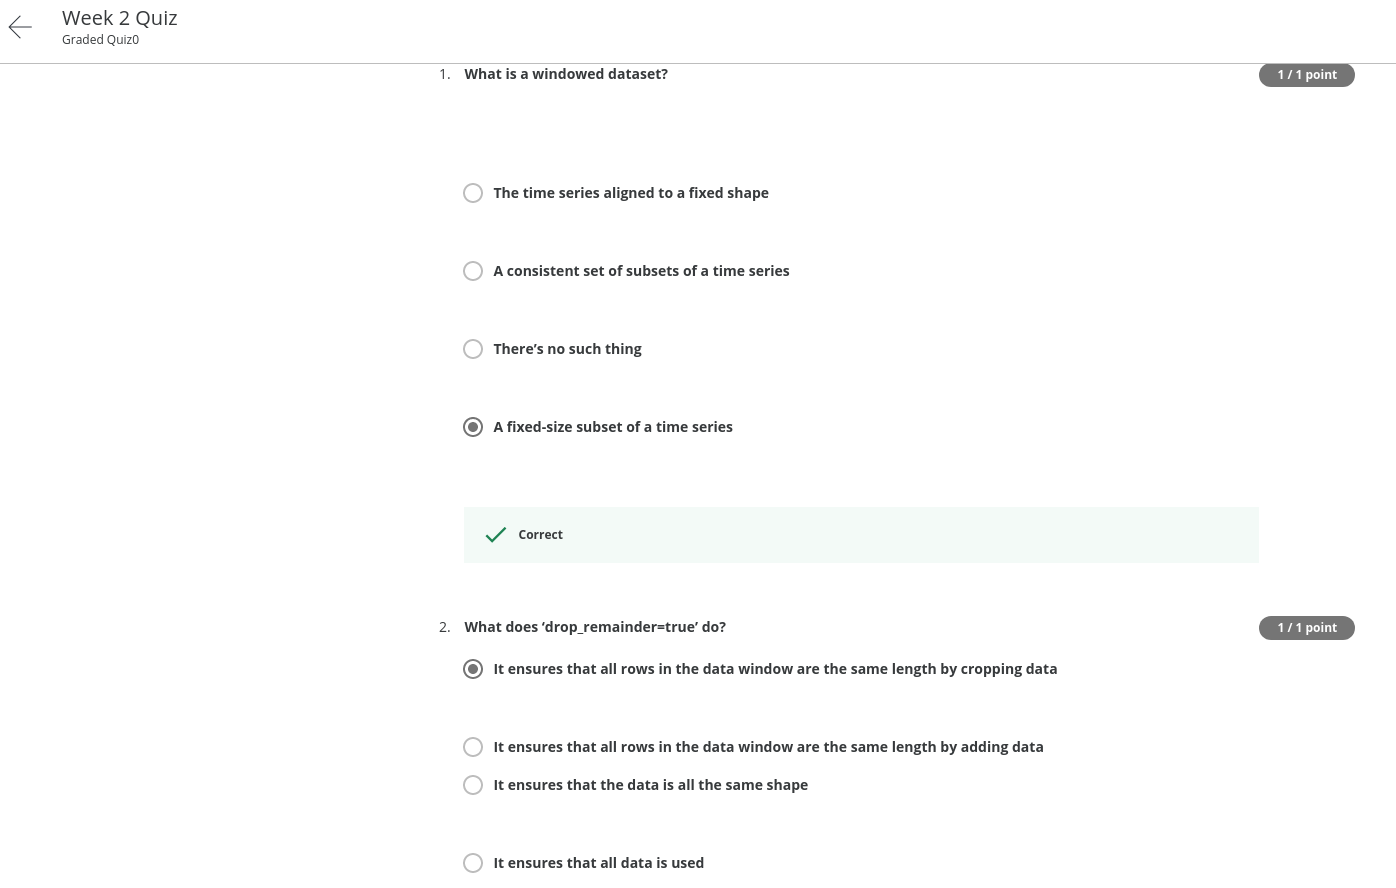 Week 2 Quiz
Graded Quiz0
1. What is a windowed dataset?
1 / 1 point
The time series aligned to a fixed shape
A consistent set of subsets of a time series
There’s no such thing
A fixed-size subset of a time series
Correct
2. What does ‘drop_remainder=true’ do?
1 / 1 point
It ensures that all rows in the data window are the same length by cropping data
It ensures that all rows in the data window are the same length by adding data
It ensures that the data is all the same shape
It ensures that all data is used